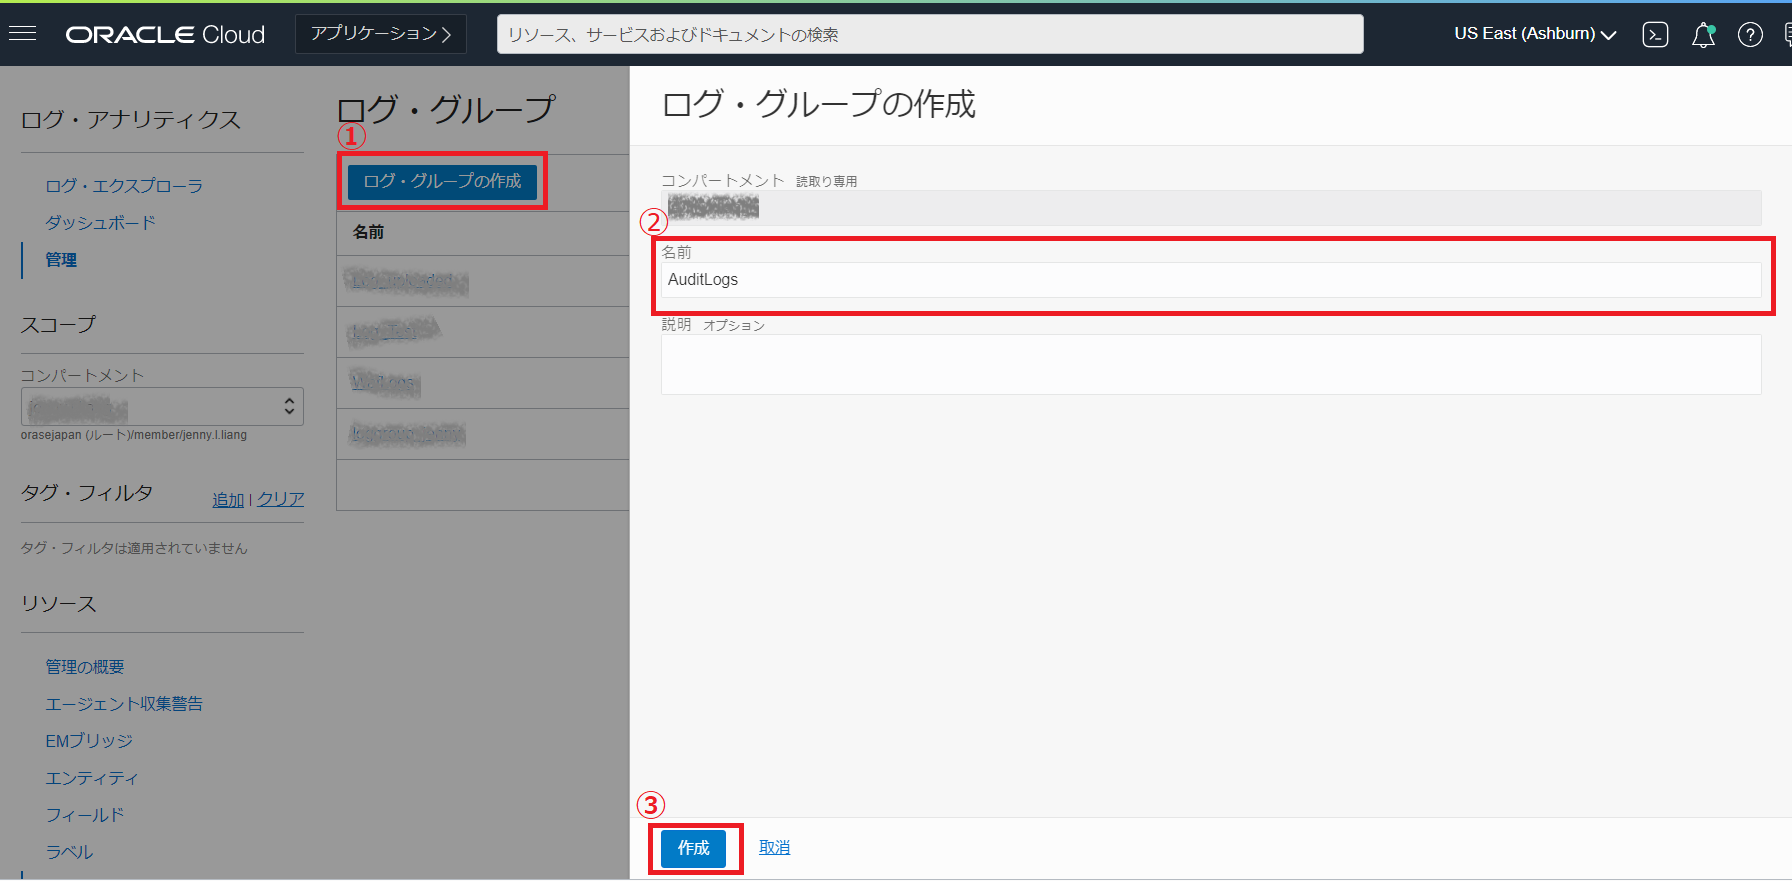 ORACLE Cloud
アプリケーション
リソース、サービスおよびドキュメントの検索
US East (Ashburn)
ログ・アナリティクス
ログ・エクスプローラ
ダッシュボード
管理
スコープ
コンパートメント
orasejapan (ルート)/member/jenny.l.liang
タグ・フィルタ
追加 | クリア
タグ・フィルタは適用されていません
リソース
管理の概要
エージェント収集警告
EMブリッジ
エンティティ
フィールド
ラベル
ログ・グループ
①
ログ・グループの作成
名前
ログ・グループの作成
コンパートメント 読取り専用
②
名前
AuditLogs
説明 オプション
③
作成 取消